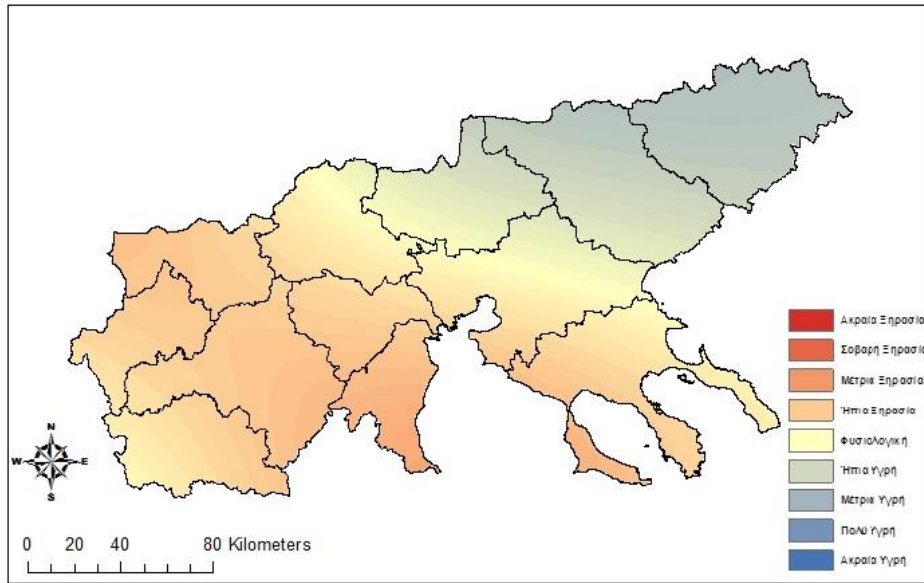 Ακραία Ξηρασία
Σοβαρή Ξηρασία
Μέτρια Ξηρασία
Ήπια Ξηρασία
Φυσιολογική
Ήπια Υγρή
Μέτρια Υγρή
Πολύ Υγρή
Ακραία Υγρή
N
W E
S
0 20 40 80 Kilometers